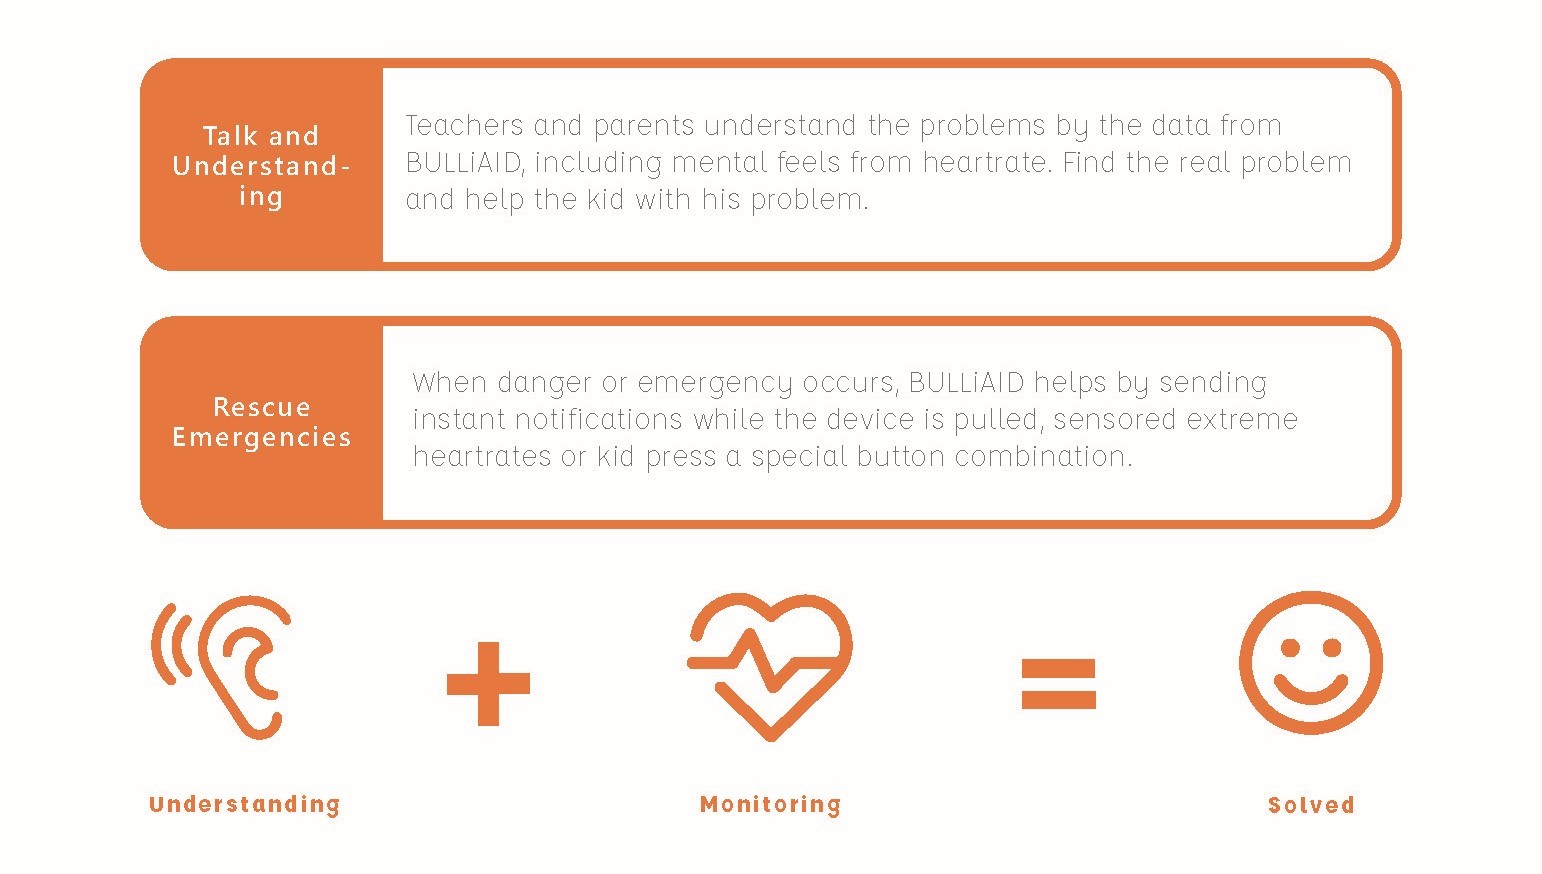 Talk and
Understand-
ing
Teachers and parents understand the problems by the data from
BULLiAID, including mental feels from heartrate. Find the real problem
and help the kid with his problem.
Rescue
Emergencies
When danger or emergency occurs, BULLiAID helps by sending
instant notifications while the device is pulled, sensored extreme
heartrates or kid press a special button combination.
+
=
Understanding
Monitoring
Solved